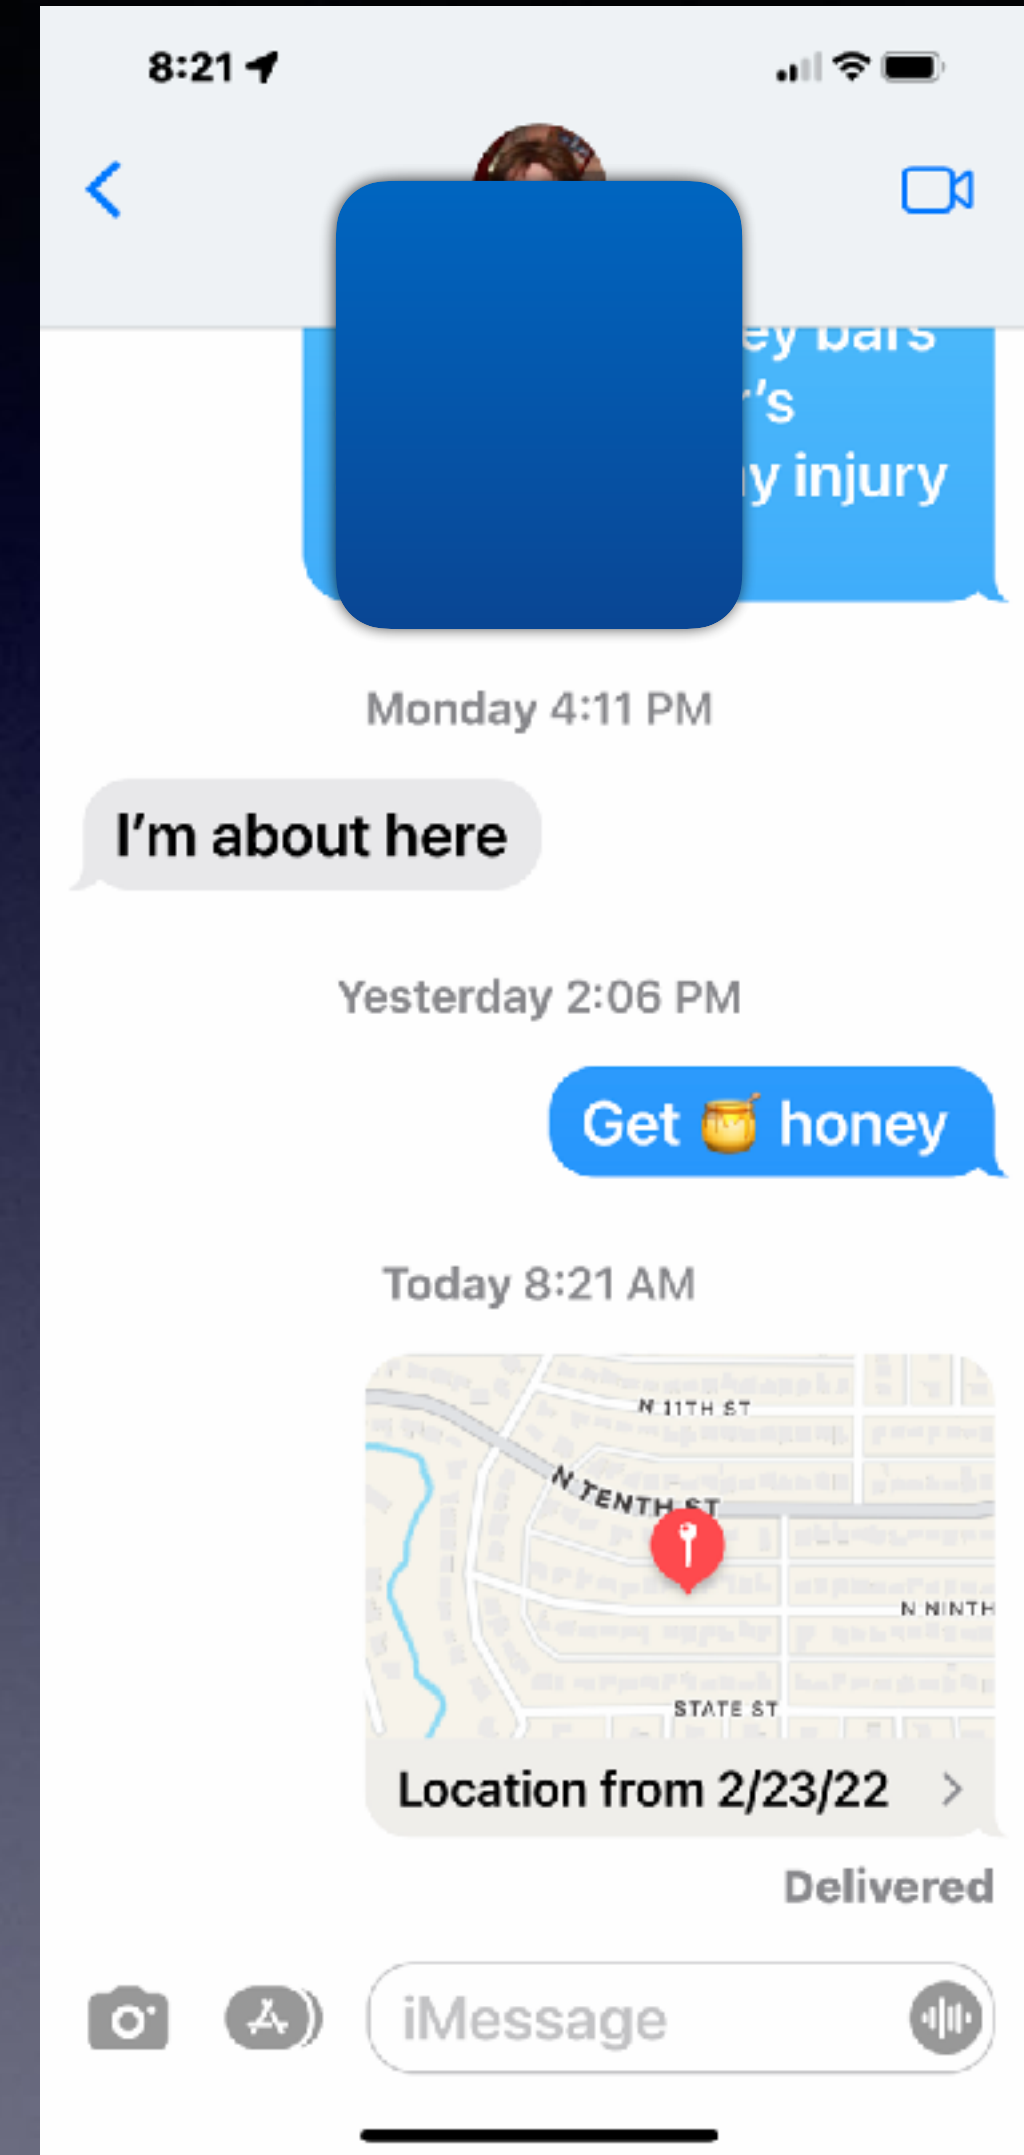 8:21
ey bars
r's
y injury
Monday 4:11 PM
I'm about here
Yesterday 2:06 PM
Get 🍯 honey
Today 8:21 AM
N 11TH ST
N TENTH ST
N NINTH
STATE ST
Location from 2/23/22
Delivered
iMessage